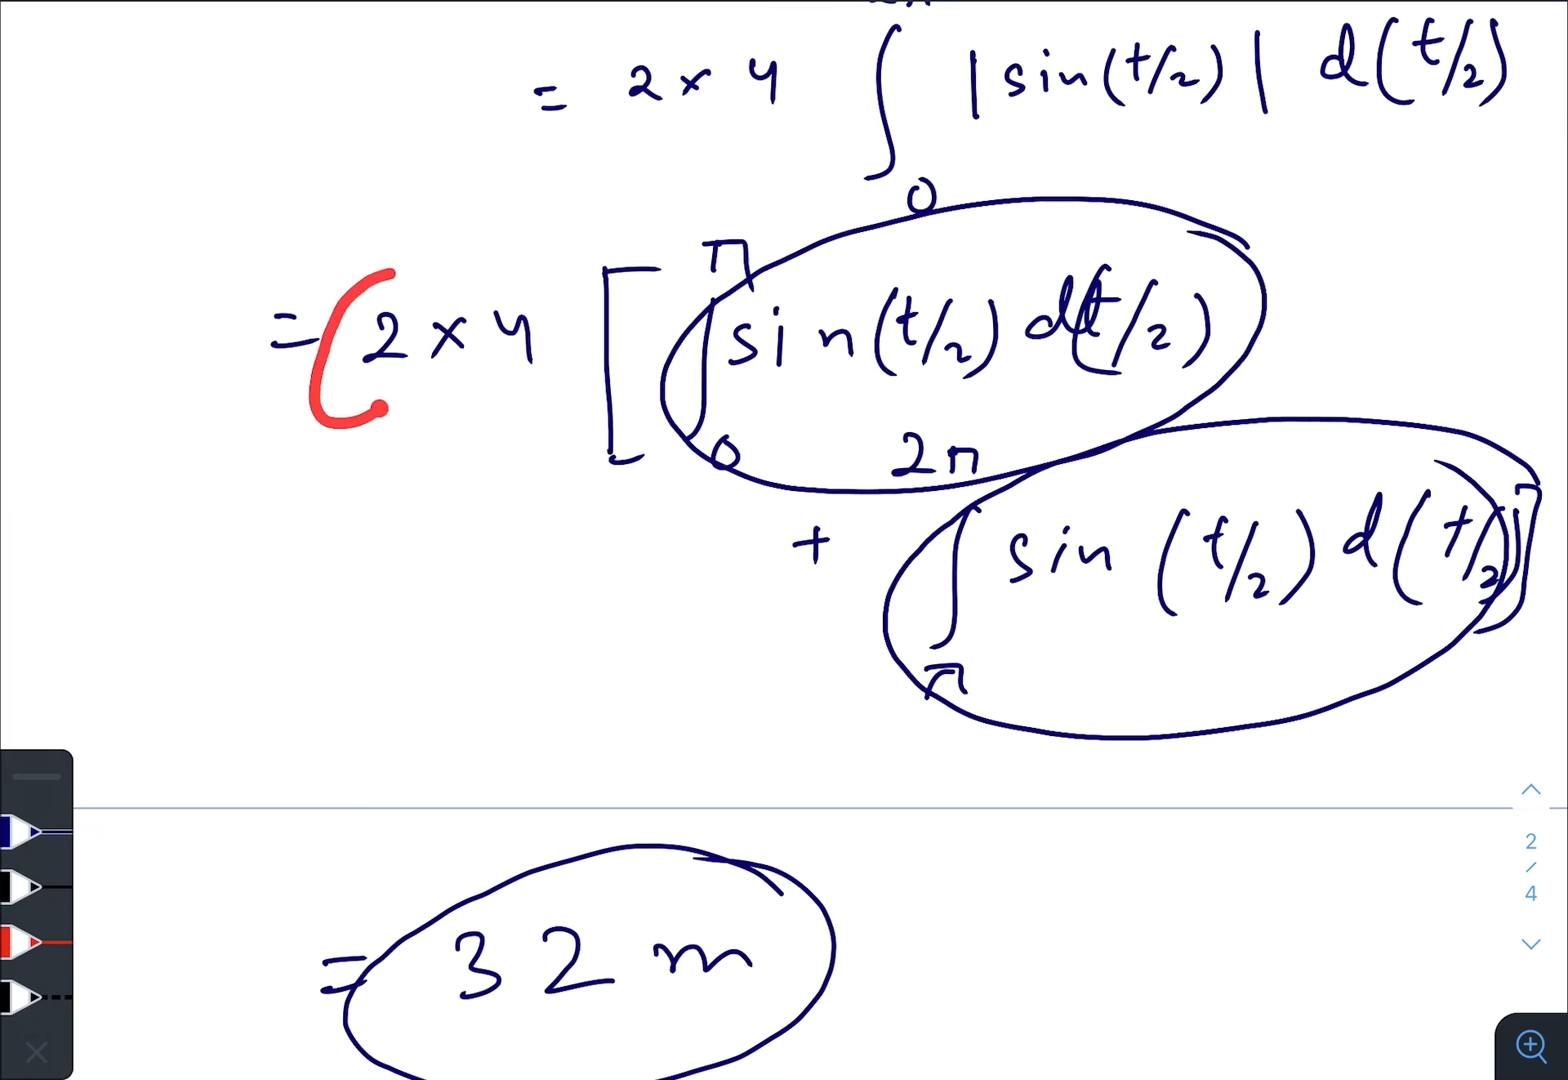 = 2 × 4 ∫ | sin(t/2) | d(t/2)
0
π
= ( 2 × 4 [ ∫ sin(t/2) d(t/2)
0
2π
+ ∫ sin (t/2) d(t/2) ]
π
= 32 m
2
/
4